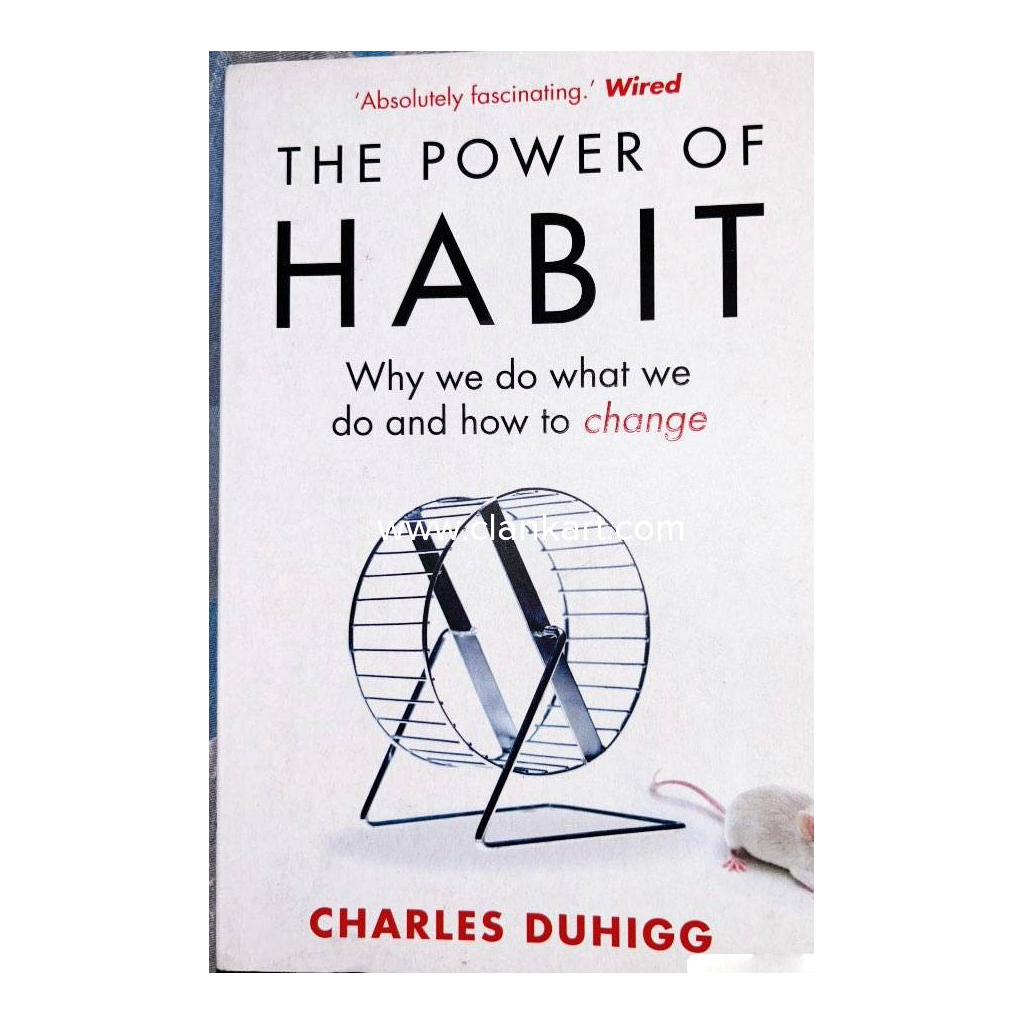 'Absolutely fascinating.' Wired
THE POWER OF
HABIT
Why we do what we
do and how to change
www.clankart.com
CHARLES DUHIGG